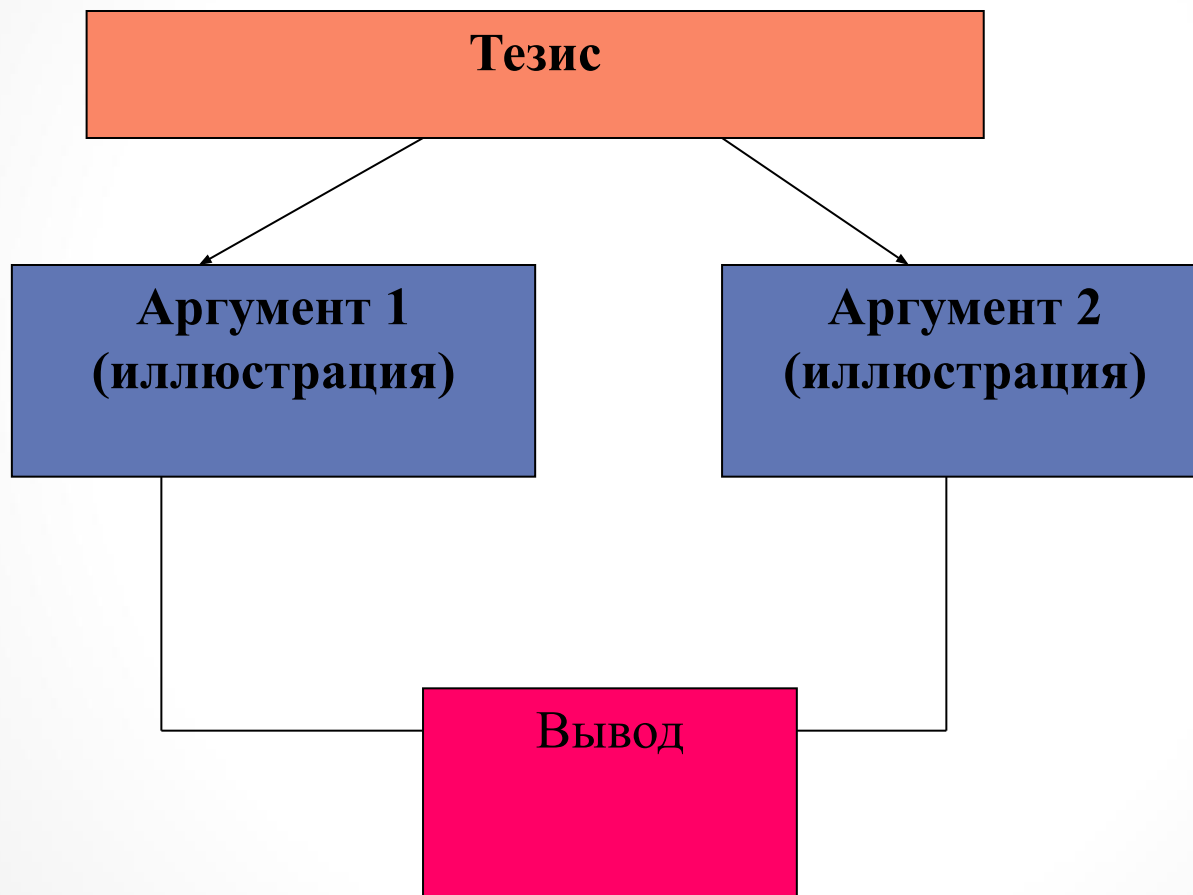 Тезис
Аргумент 1
(иллюстрация)
Аргумент 2
(иллюстрация)
Вывод